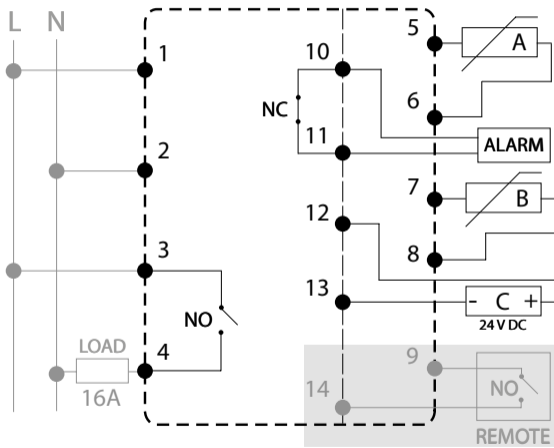 L N
1
2
3
NO
4
LOAD
16A
10
NC
11
12
13
14
5
A
6
ALARM
7
B
8
- C +
24 V DC
9
NO
REMOTE